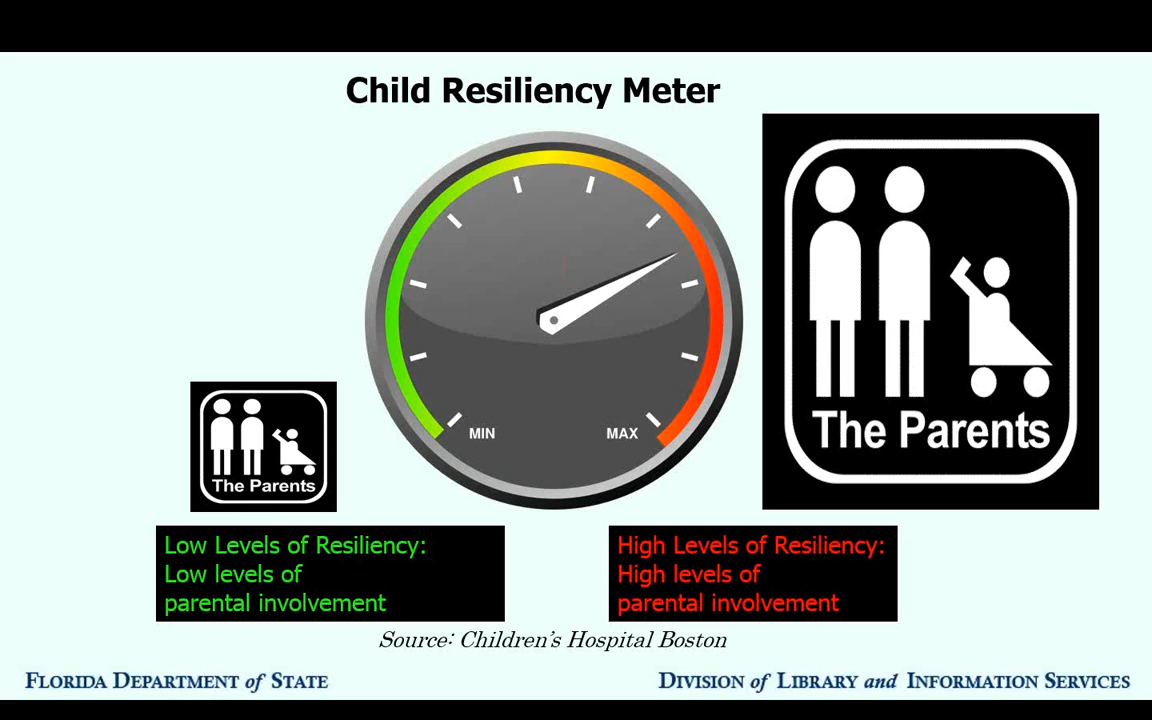 Child Resiliency Meter
MIN
MAX
The Parents
The Parents
Low Levels of Resiliency:
Low levels of
parental involvement
High Levels of Resiliency:
High levels of
parental involvement
Source: Children's Hospital Boston
FLORIDA DEPARTMENT of STATE
DIVISION of LIBRARY and INFORMATION SERVICES